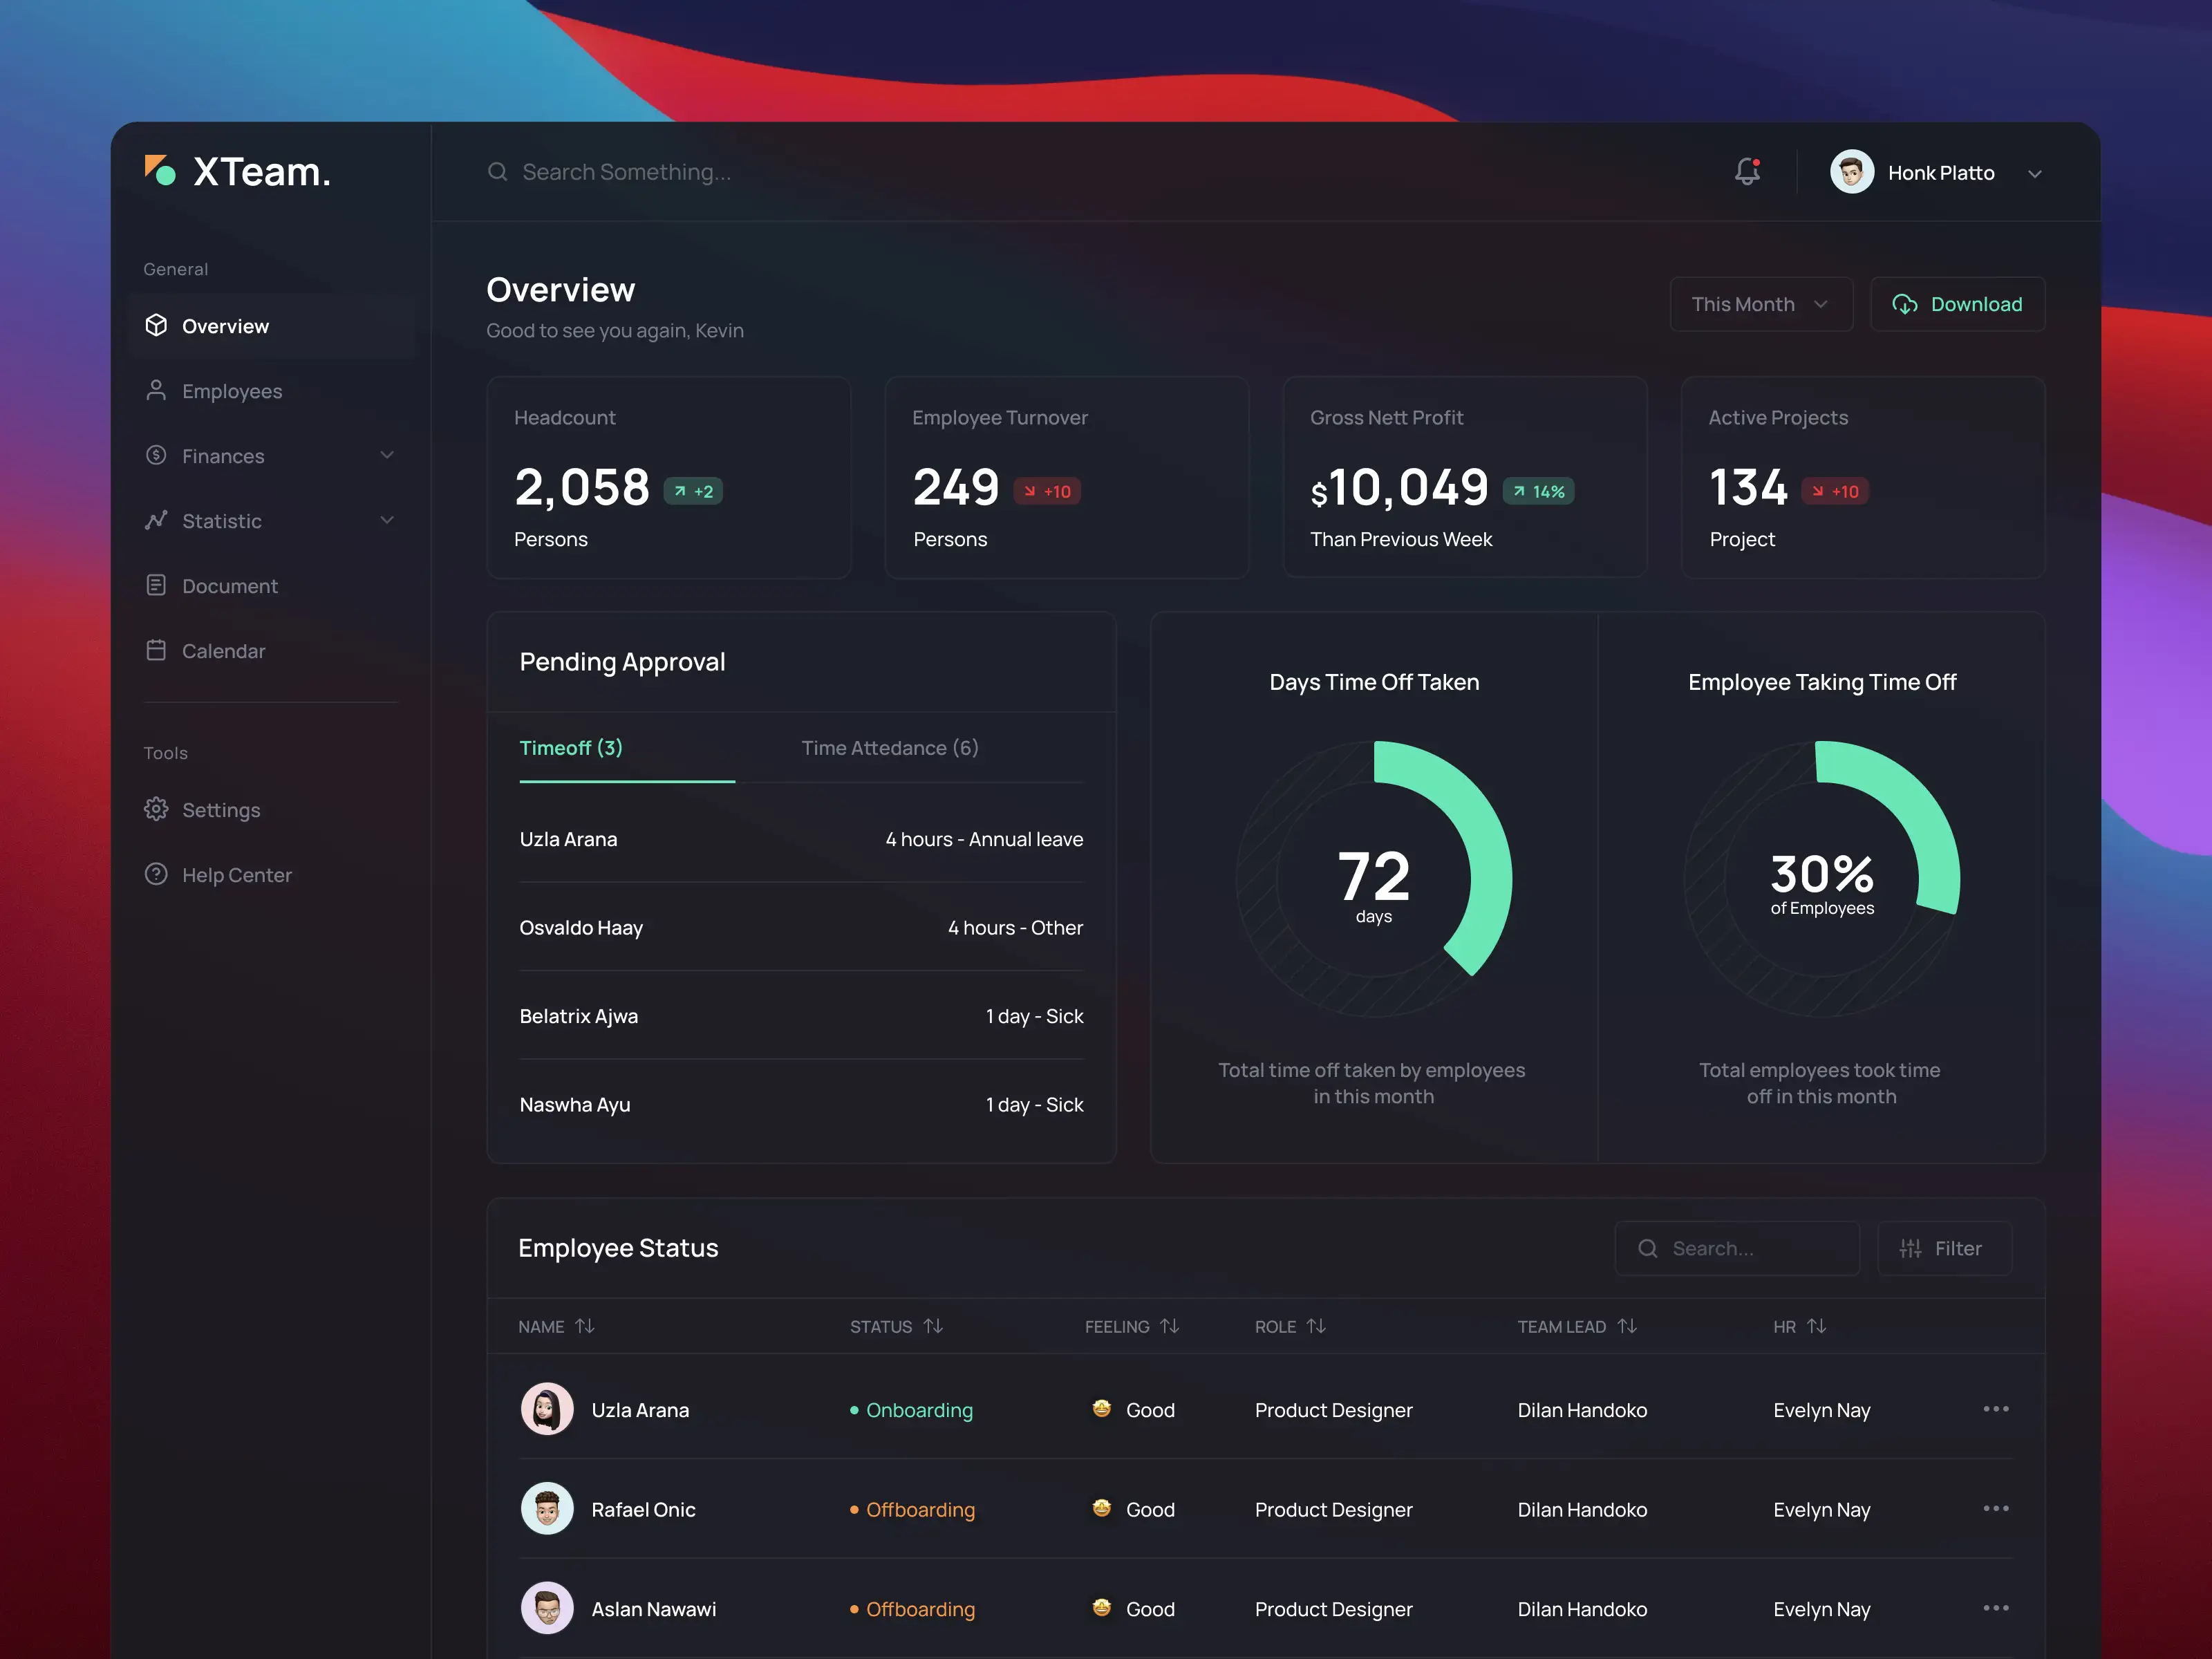 XTeam.
Search Something...
Honk Platto
General
Overview
Employees
Finances
Statistic
Document
Calendar
Tools
Settings
Help Center
Overview
Good to see you again, Kevin
This Month
Download
Headcount
2,058 +2
Persons
Employee Turnover
249 +10
Persons
Gross Nett Profit
$10,049 14%
Than Previous Week
Active Projects
134 +10
Project
Pending Approval
Timeoff (3) Time Attedance (6)
Uzla Arana 4 hours - Annual leave
Osvaldo Haay 4 hours - Other
Belatrix Ajwa 1 day - Sick
Naswha Ayu 1 day - Sick
Days Time Off Taken
72
days
Total time off taken by employees
in this month
Employee Taking Time Off
30%
of Employees
Total employees took time
off in this month
Employee Status
Search...
Filter
NAME STATUS FEELING ROLE TEAM LEAD HR
Uzla Arana Onboarding Good Product Designer Dilan Handoko Evelyn Nay
Rafael Onic Offboarding Good Product Designer Dilan Handoko Evelyn Nay
Aslan Nawawi Offboarding Good Product Designer Dilan Handoko Evelyn Nay